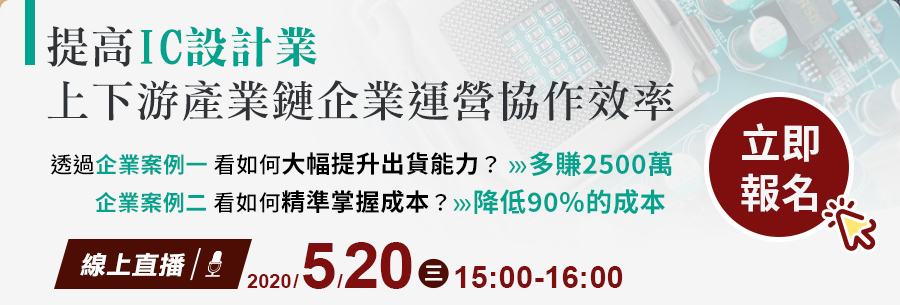 提高IC設計業
上下游產業鏈企業運營協作效率
透過企業案例一 看如何大幅提升出貨能力？ »›多賺2500萬
企業案例二 看如何精準掌握成本？»›降低90%的成本
立即
報名
線上直播 2020/5/20 三 15:00-16:00